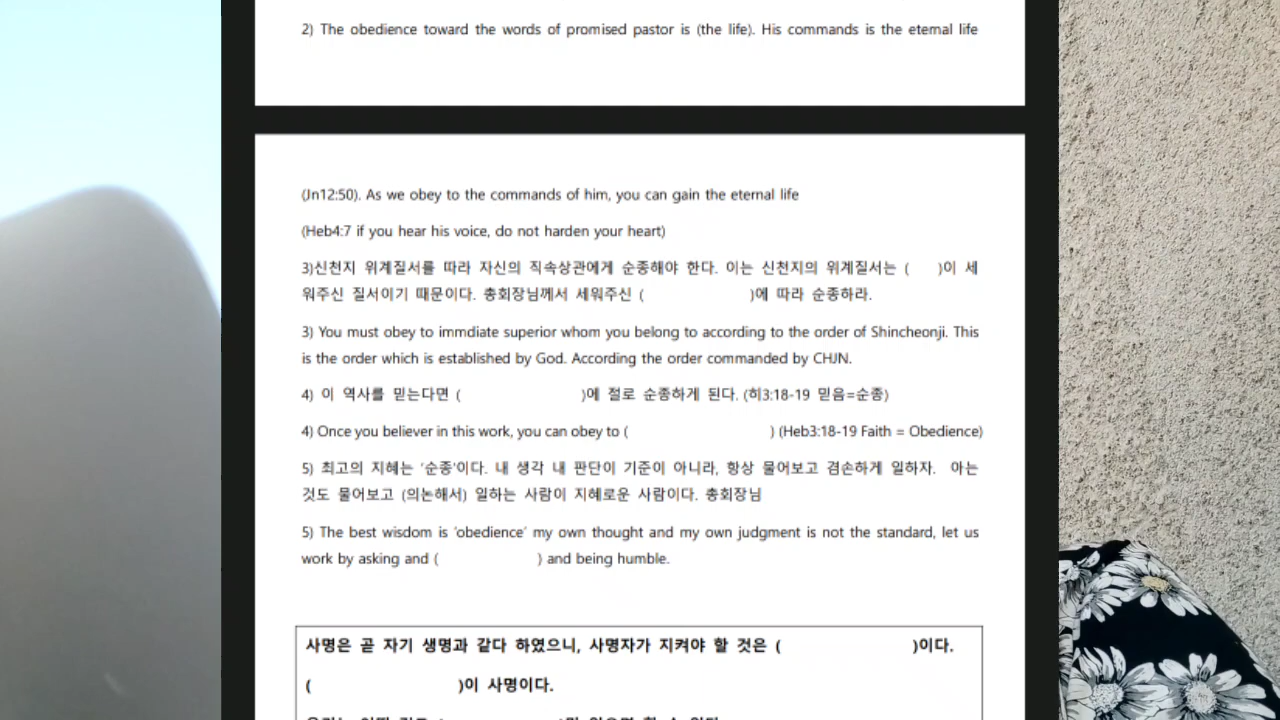 2) The obedience toward the words of promised pastor is (the life). His commands is the eternal life
(Jn12:50). As we obey to the commands of him, you can gain the eternal life
(Heb4:7 if you hear his voice, do not harden your heart)
3)신천지 위계질서를 따라 자신의 직속상관에게 순종해야 한다. 이는 신천지의 위계질서는 ( )이 세
워주신 질서이기 때문이다. 총회장님께서 세워주신 ( )에 따라 순종하라.
3) You must obey to immdiate superior whom you belong to according to the order of Shincheonji. This
is the order which is established by God. According the order commanded by CHJN.
4) 이 역사를 믿는다면 ( )에 절로 순종하게 된다. (히3:18-19 믿음=순종)
4) Once you believer in this work, you can obey to ( ) (Heb3:18-19 Faith = Obedience)
5) 최고의 지혜는 '순종'이다. 내 생각 내 판단이 기준이 아니라, 항상 물어보고 겸손하게 일하자. 아는
것도 물어보고 (의논해서) 일하는 사람이 지혜로운 사람이다. 총회장님
5) The best wisdom is 'obedience' my own thought and my own judgment is not the standard, let us
work by asking and ( ) and being humble.
사명은 곧 자기 생명과 같다 하였으니, 사명자가 지켜야 할 것은 ( )이다.
( )이 사명이다.